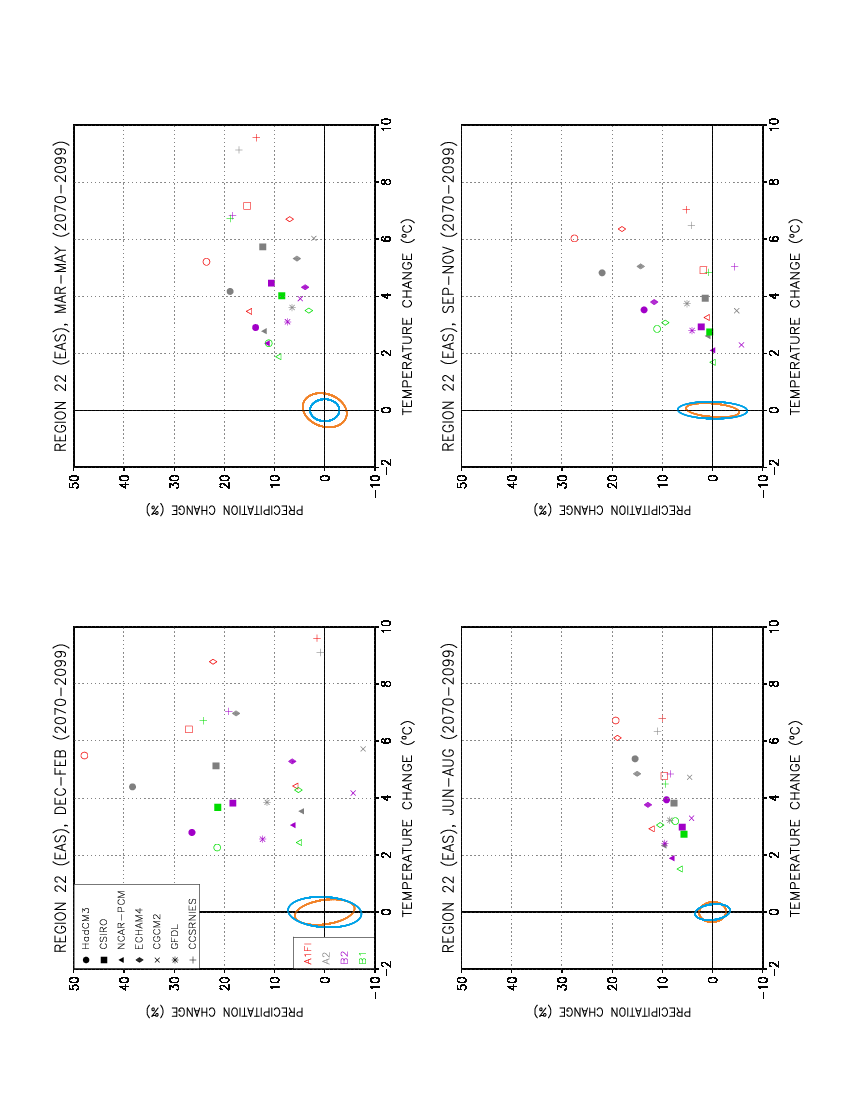 REGION 22 (EAS), DEC-FEB (2070-2099)
50
40
30
20
10
0
-10
PRECIPITATION CHANGE (%)
-2
0
2
4
6
8
10
TEMPERATURE CHANGE (ºC)
HadCM3
CSIRO
NCAR-PCM
ECHAM4
CGCM2
GFDL
CCSRNIES
A1FI
A2
B2
B1
REGION 22 (EAS), MAR-MAY (2070-2099)
50
40
30
20
10
0
-10
PRECIPITATION CHANGE (%)
-2
0
2
4
6
8
10
TEMPERATURE CHANGE (ºC)
REGION 22 (EAS), JUN-AUG (2070-2099)
50
40
30
20
10
0
-10
PRECIPITATION CHANGE (%)
-2
0
2
4
6
8
10
TEMPERATURE CHANGE (ºC)
REGION 22 (EAS), SEP-NOV (2070-2099)
50
40
30
20
10
0
-10
PRECIPITATION CHANGE (%)
-2
0
2
4
6
8
10
TEMPERATURE CHANGE (ºC)